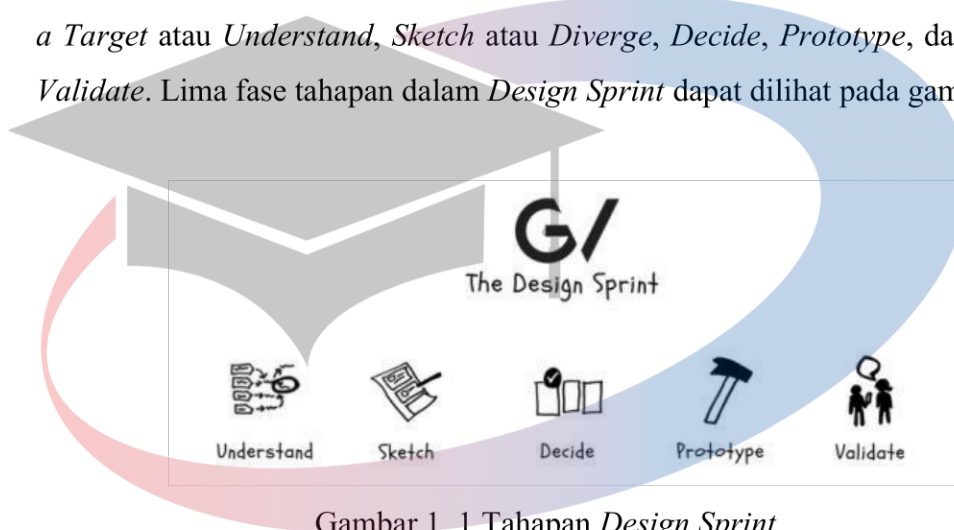 a Target atau Understand, Sketch atau Diverge, Decide, Prototype, da
Validate. Lima fase tahapan dalam Design Sprint dapat dilihat pada gam
GV
The Design Sprint
Understand Sketch Decide Prototype Validate
Gambar 1. 1 Tahapan Design Sprint